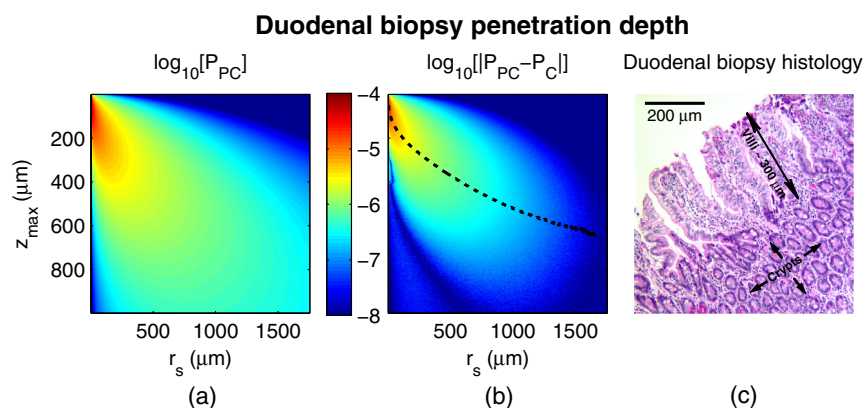 Duodenal biopsy penetration depth
log10[PPC]
log10[|PPC−PC|]
Duodenal biopsy histology
200
400
600
800
zmax (μm)
500
1000
1500
rs (μm)
(a)
−4
−5
−6
−7
−8
500
1000
1500
rs (μm)
(b)
200 μm
Villi ~ 300 μm
Crypts
(c)